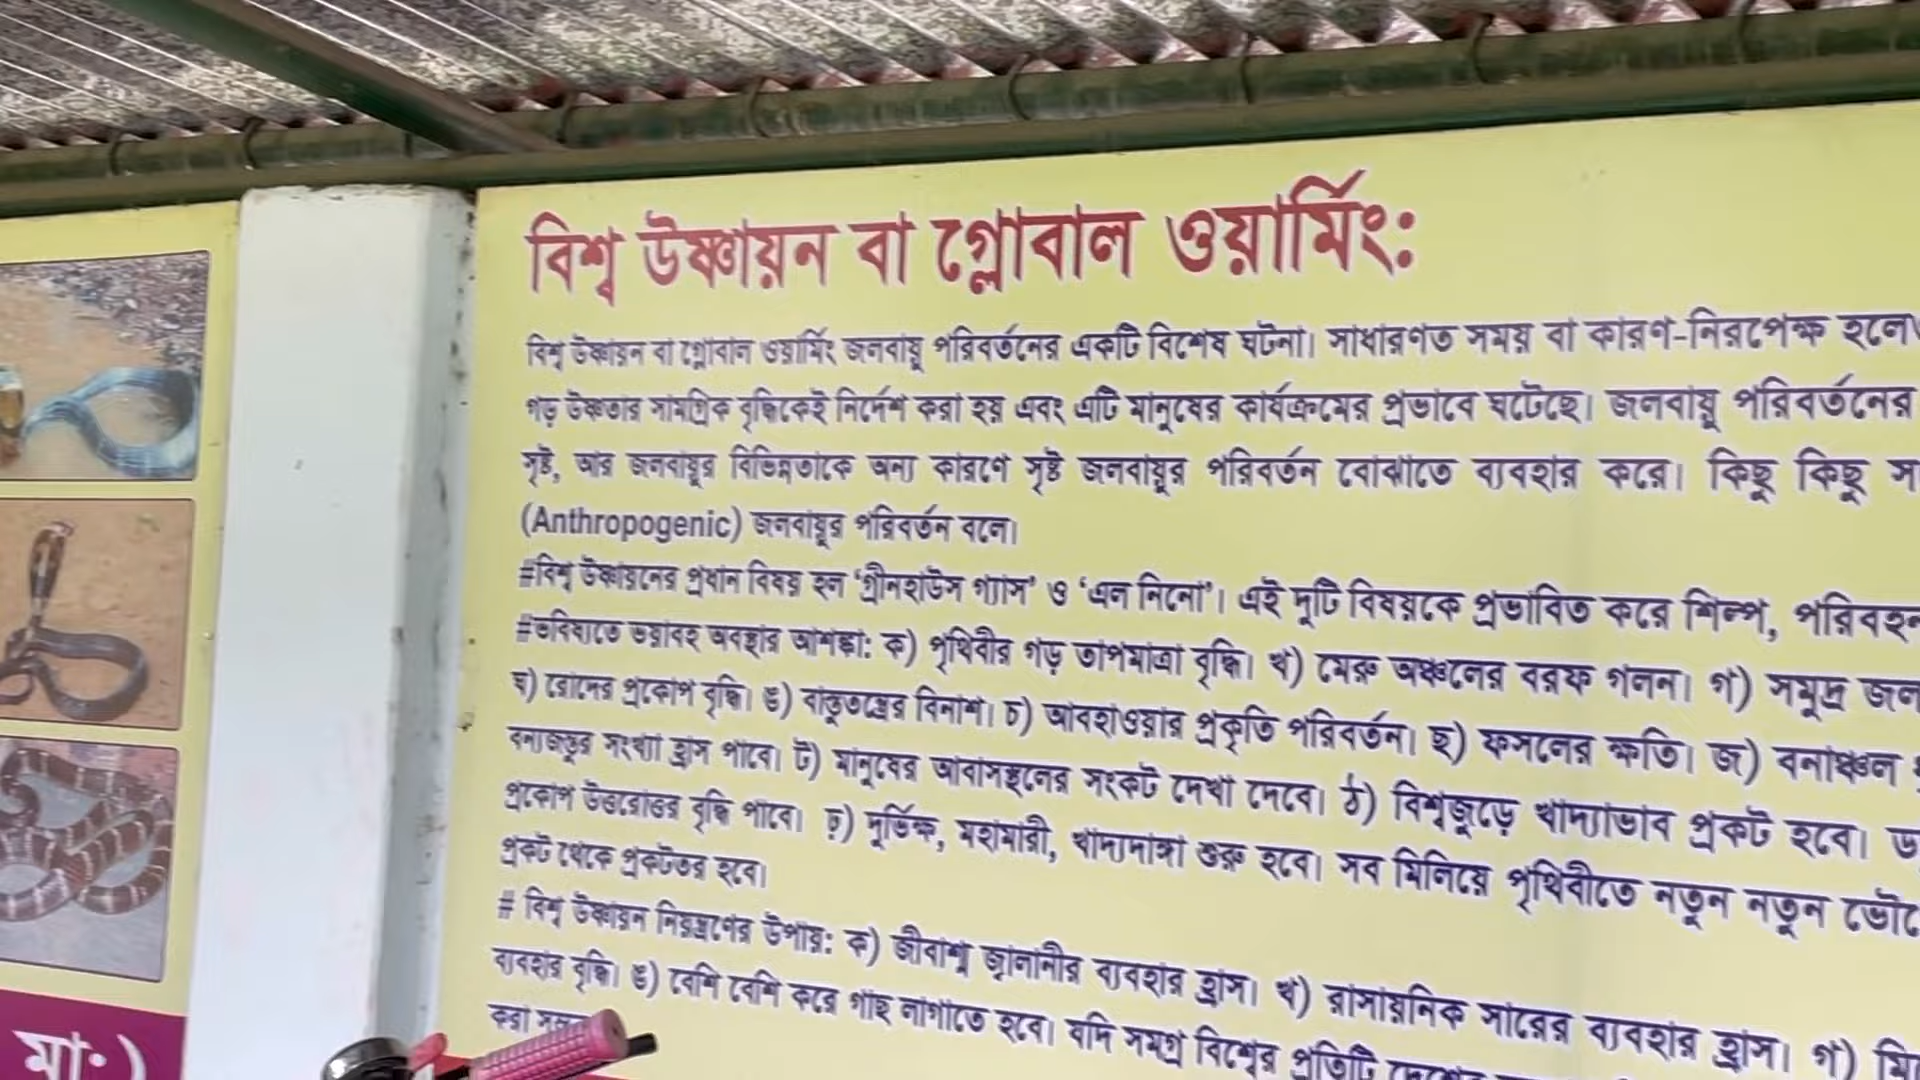 বিশ্ব উষ্ণায়ন বা গ্লোবাল ওয়ার্মিং:
বিশ্ব উষ্ণায়ন বা গ্লোবাল ওয়ার্মিং জলবায়ু পরিবর্তনের একটি বিশেষ ঘটনা। সাধারণত সময় বা কারণ-নিরপেক্ষ হলে
গড় উষ্ণতার সামগ্রিক বৃদ্ধিকেই নির্দেশ করা হয় এবং এটি মানুষের কার্যক্রমের প্রভাবে ঘটেছে। জলবায়ু পরিবর্তনের
সৃষ্ট, আর জলবায়ুর বিভিন্নতাকে অন্য কারণে সৃষ্ট জলবায়ুর পরিবর্তন বোঝাতে ব্যবহার করে। কিছু কিছু
(Anthropogenic) জলবায়ুর পরিবর্তন বলে।
#বিশ্ব উষ্ণায়নের প্রধান বিষয় হল ‘গ্রীনহাউস গ্যাস’ ও ‘এল নিনো’। এই দুটি বিষয়কে প্রভাবিত করে শিল্প, পরিবহন
#ভবিষ্যতে ভয়াবহ অবস্থার আশঙ্কা: ক) পৃথিবীর গড় তাপমাত্রা বৃদ্ধি। খ) মেরু অঞ্চলের বরফ গলন। গ) সমুদ্র জল
ঘ) রোগের প্রকোপ বৃদ্ধি। ঙ) বাস্তুতন্ত্রের বিনাশ। চ) আবহাওয়ার প্রকৃতি পরিবর্তন। ছ) ফসলের ক্ষতি। জ) বনাঞ্চল
বন্যজন্তুর সংখ্যা হ্রাস পাবে। ট) মানুষের আবাসস্থলের সংকট দেখা দেবে। ঠ) বিশ্বজুড়ে খাদ্যাভাব প্রকট হবে।
প্রকোপ উত্তরোত্তর বৃদ্ধি পাবে। ঢ) দুর্ভিক্ষ, মহামারী, খাদ্যদাঙ্গা শুরু হবে। সব মিলিয়ে পৃথিবীতে নতুন নতুন
প্রকট থেকে প্রকটতর হবে।
# বিশ্ব উষ্ণায়ন নিয়ন্ত্রণের উপায়: ক) জীবাশ্ম জ্বালানীর ব্যবহার হ্রাস। খ) রাসায়নিক সারের ব্যবহার হ্রাস। গ)
ব্যবহার বৃদ্ধি। ঙ) বেশি বেশি করে গাছ লাগাতে হবে। যদি সমগ্র বিশ্বের প্রতিটি
করা
মা·)